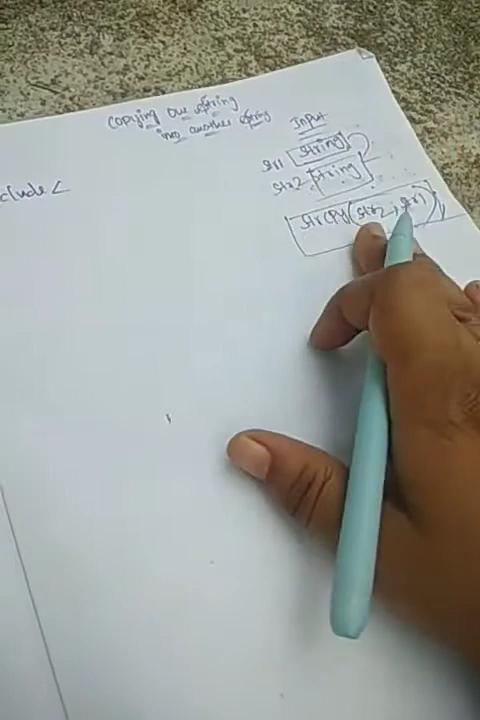 Copying one string
into another string
Input
str1 string
str2 string
strcpy(str2, str1);
clude <